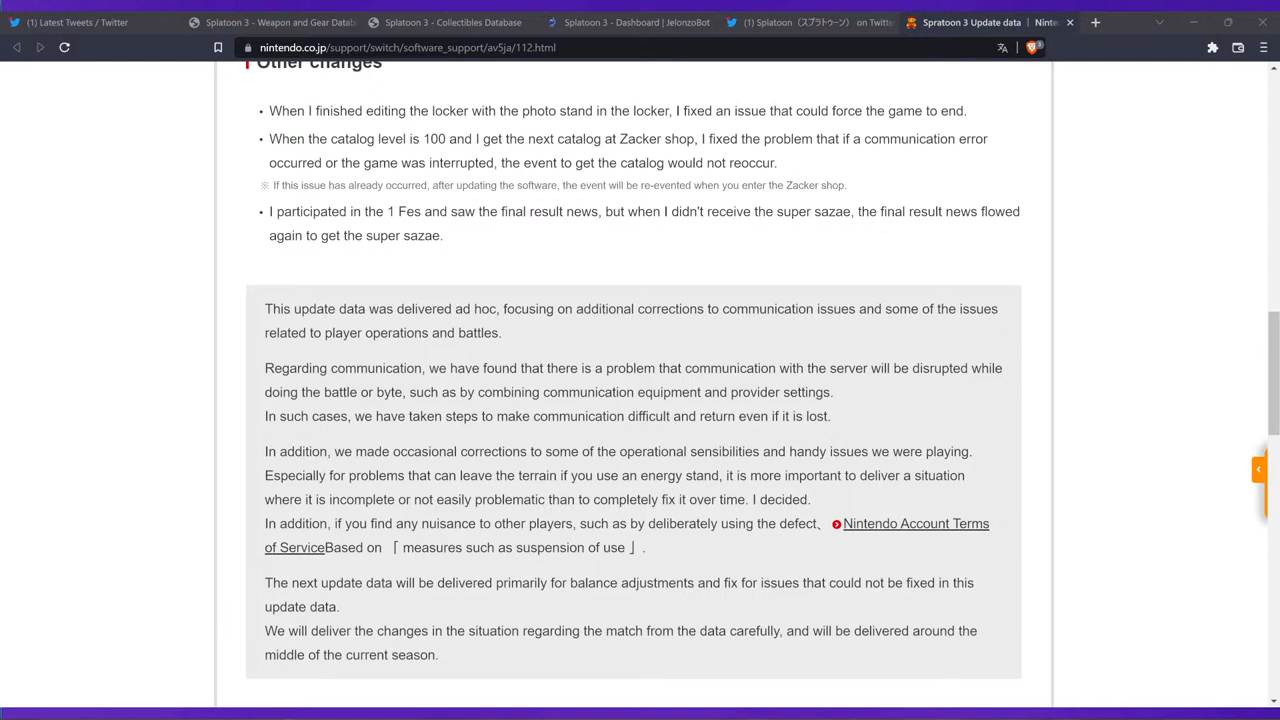 (1) Latest Tweets / Twitter
Splatoon 3 - Weapon and Gear Datab
Splatoon 3 - Collectibles Database
Splatoon 3 - Dashboard | JelonzoBot
(1) Splatoon（スプラトゥーン） on Twitt
Spratoon 3 Update data | Ninte
nintendo.co.jp/support/switch/software_support/av5ja/112.html
3
Other changes
• When I finished editing the locker with the photo stand in the locker, I fixed an issue that could force the game to end.
• When the catalog level is 100 and I get the next catalog at Zacker shop, I fixed the problem that if a communication error
occurred or the game was interrupted, the event to get the catalog would not reoccur.
※ If this issue has already occurred, after updating the software, the event will be re-evented when you enter the Zacker shop.
• I participated in the 1 Fes and saw the final result news, but when I didn't receive the super sazae, the final result news flowed
again to get the super sazae.
This update data was delivered ad hoc, focusing on additional corrections to communication issues and some of the issues
related to player operations and battles.
Regarding communication, we have found that there is a problem that communication with the server will be disrupted while
doing the battle or byte, such as by combining communication equipment and provider settings.
In such cases, we have taken steps to make communication difficult and return even if it is lost.
In addition, we made occasional corrections to some of the operational sensibilities and handy issues we were playing.
Especially for problems that can leave the terrain if you use an energy stand, it is more important to deliver a situation
where it is incomplete or not easily problematic than to completely fix it over time. I decided.
In addition, if you find any nuisance to other players, such as by deliberately using the defect、 Nintendo Account Terms
of ServiceBased on 「 measures such as suspension of use 」.
The next update data will be delivered primarily for balance adjustments and fix for issues that could not be fixed in this
update data.
We will deliver the changes in the situation regarding the match from the data carefully, and will be delivered around the
middle of the current season.